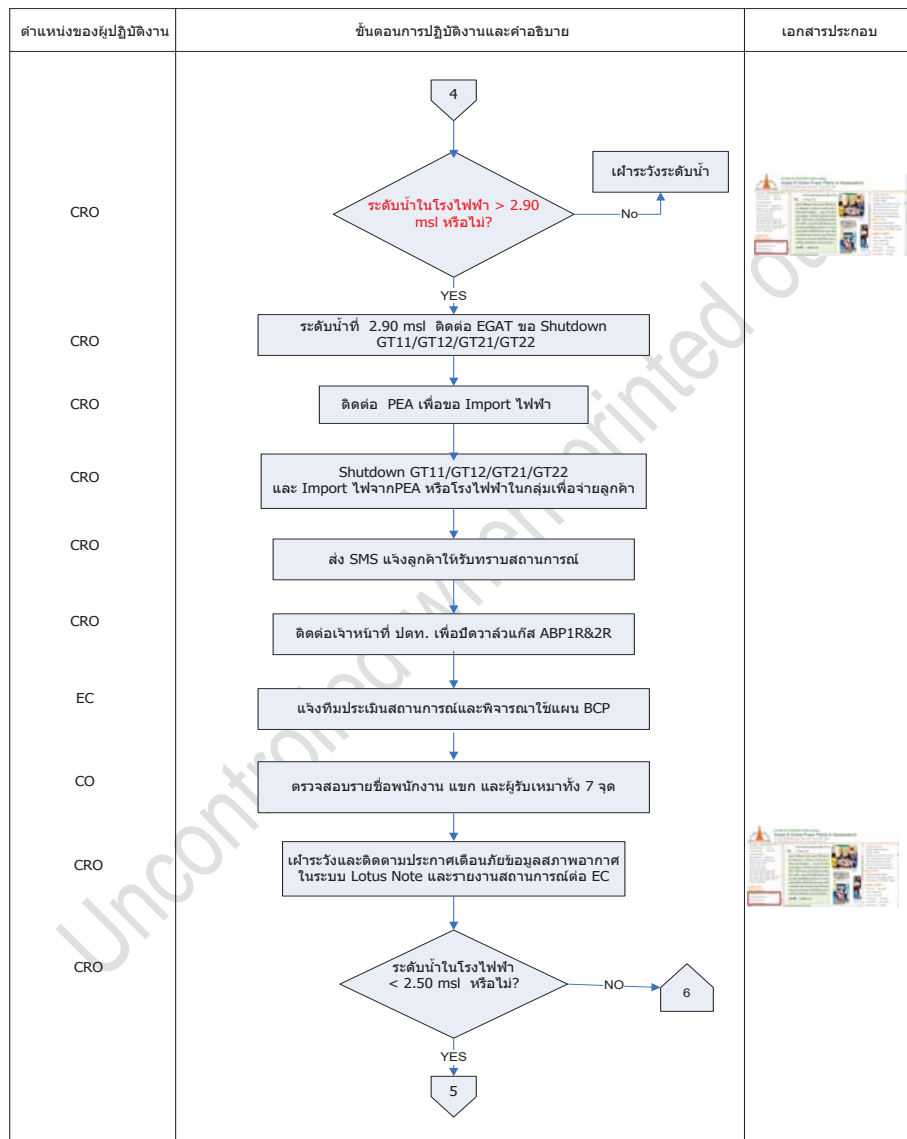 ตำแหน่งของผู้ปฏิบัติงาน
ขั้นตอนการปฏิบัติงานและคำอธิบาย
เอกสารประกอบ
4
CRO
ระดับน้ำในโรงไฟฟ้า > 2.90
msl หรือไม่?
No
เฝ้าระวังระดับน้ำ
YES
CRO
ระดับน้ำที่ 2.90 msl ติดต่อ EGAT ขอ Shutdown
GT11/GT12/GT21/GT22
CRO
ติดต่อ PEA เพื่อขอ Import ไฟฟ้า
CRO
Shutdown GT11/GT12/GT21/GT22
และ Import ไฟจากPEA หรือโรงไฟฟ้าในกลุ่มเพื่อจ่ายลูกค้า
CRO
ส่ง SMS แจ้งลูกค้าให้รับทราบสถานการณ์
CRO
ติดต่อเจ้าหน้าที่ ปตท. เพื่อปิดวาล์วแก๊ส ABP1R&2R
EC
แจ้งทีมประเมินสถานการณ์และพิจารณาใช้แผน BCP
CO
ตรวจสอบรายชื่อพนักงาน แขก และผู้รับเหมาทั้ง 7 จุด
CRO
เฝ้าระวังและติดตามประกาศเตือนภัยข้อมูลสภาพอากาศ
ในระบบ Lotus Note และรายงานสถานการณ์ต่อ EC
CRO
ระดับน้ำในโรงไฟฟ้า
< 2.50 msl หรือไม่?
NO
6
YES
5
Uncontrolled when printed ou